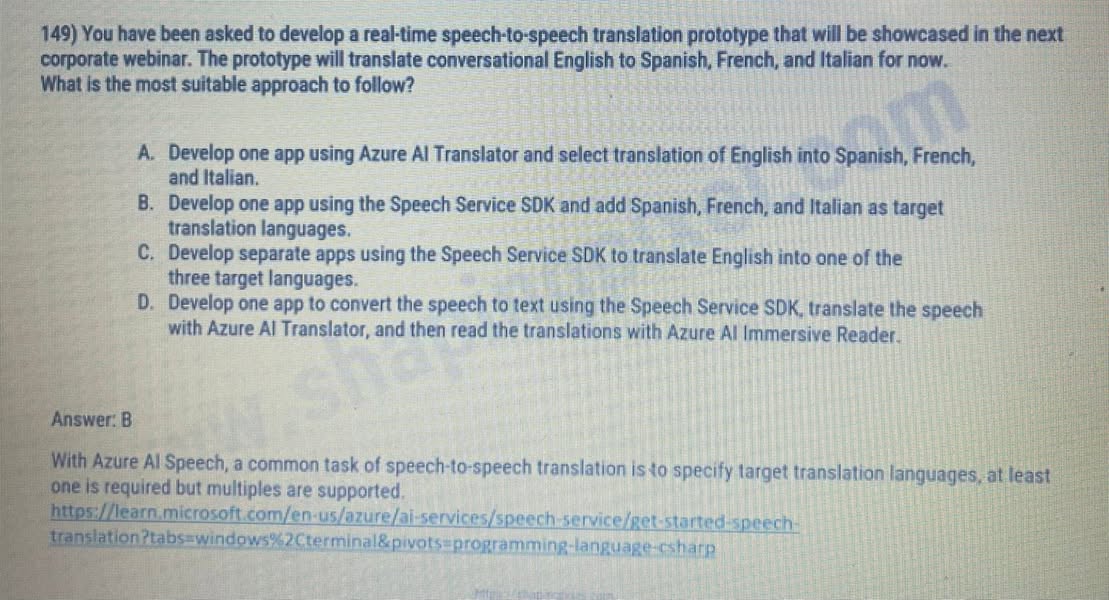 149) You have been asked to develop a real-time speech-to-speech translation prototype that will be showcased in the next
corporate webinar. The prototype will translate conversational English to Spanish, French, and Italian for now.
What is the most suitable approach to follow?
A. Develop one app using Azure AI Translator and select translation of English into Spanish, French,
and Italian.
B. Develop one app using the Speech Service SDK and add Spanish, French, and Italian as target
translation languages.
C. Develop separate apps using the Speech Service SDK to translate English into one of the
three target languages.
D. Develop one app to convert the speech to text using the Speech Service SDK, translate the speech
with Azure AI Translator, and then read the translations with Azure AI Immersive Reader.
Answer: B
With Azure AI Speech, a common task of speech-to-speech translation is to specify target translation languages, at least
one is required but multiples are supported.
https://learn.microsoft.com/en-us/azure/ai-services/speech-service/get-started-speech-
translation?tabs=windows%2Cterminal&pivots=programming-language-csharp